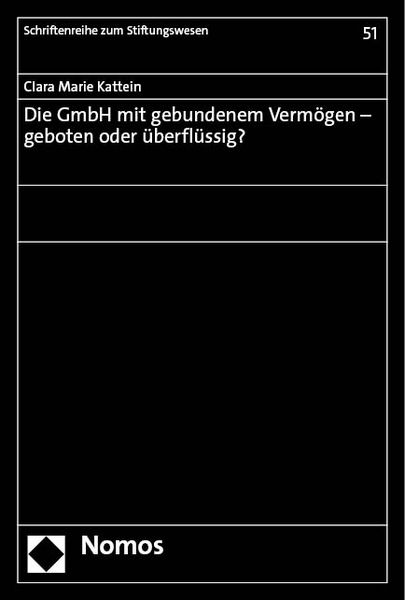 Schriftenreihe zum Stiftungswesen
51
Clara Marie Kattein
Die GmbH mit gebundenem Vermögen –
geboten oder überflüssig?
Nomos